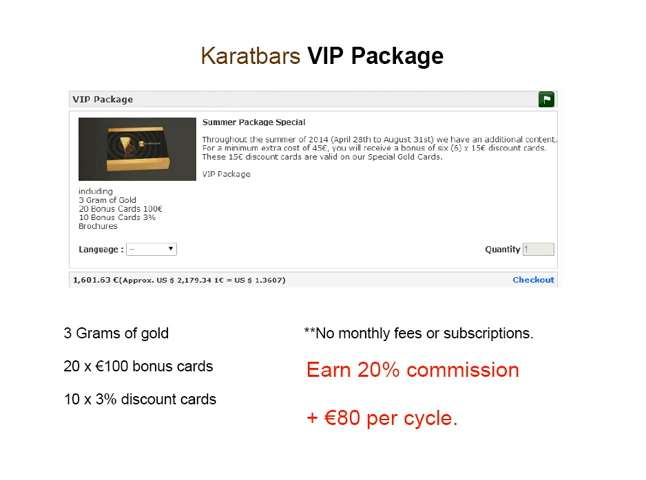 Karatbars VIP Package
VIP Package
Summer Package Special
Throughout the summer of 2014 (April 28th to August 31st) we have an additional content.
For a minimum extra cost of 45€, you will receive a bonus of six (6) x 15€ discount cards.
These 15€ discount cards are valid on our Special Gold Cards.
VIP Package
including
3 Gram of Gold
20 Bonus Cards 100€
10 Bonus Cards 3%
Brochures
Language : --
Quantity 1
1,601.63 €(Approx. US $ 2,179.34 1€ = US $ 1.3607)
Checkout
3 Grams of gold
20 x €100 bonus cards
10 x 3% discount cards
**No monthly fees or subscriptions.
Earn 20% commission
+ €80 per cycle.